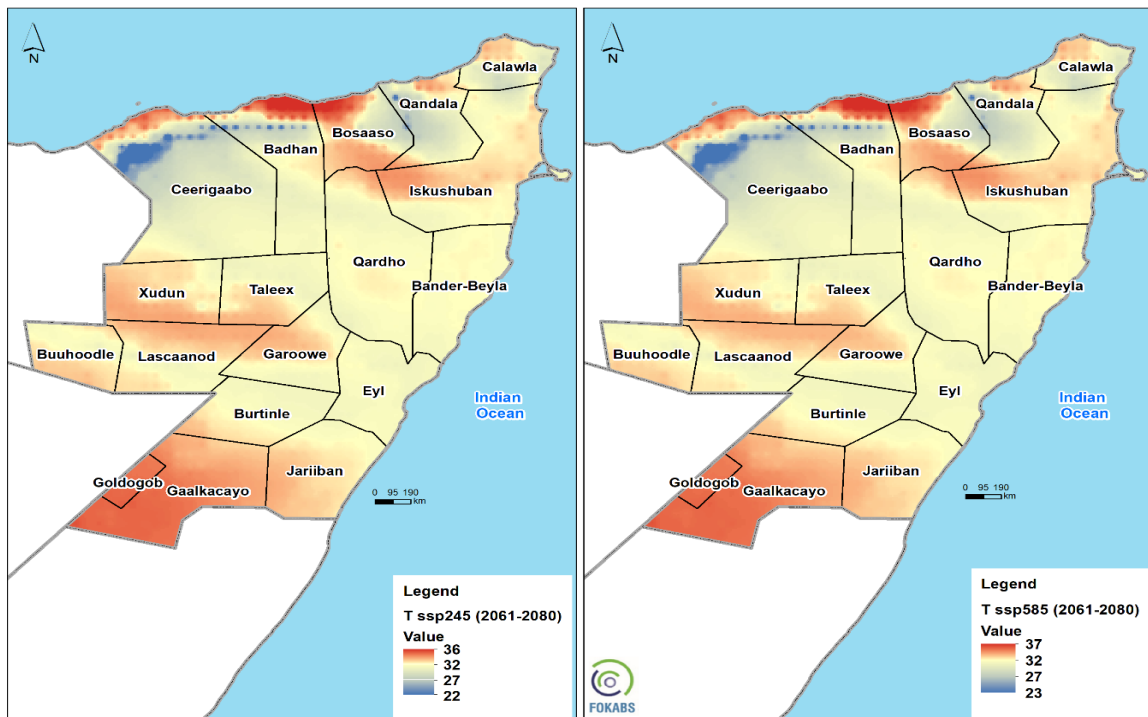 N
Calawla
Qandala
Bosaaso
Badhan
Ceerigaabo
Iskushuban
Qardho
Xudun
Taleex
Bander-Beyla
Buuhoodle
Lascaanod
Garoowe
Eyl
Indian
Ocean
Burtinle
Jariiban
Goldogob
Gaalkacayo
0 95 190
km
Legend
T ssp245 (2061-2080)
Value
36
32
27
22
N
Calawla
Qandala
Bosaaso
Badhan
Ceerigaabo
Iskushuban
Qardho
Xudun
Taleex
Bander-Beyla
Buuhoodle
Lascaanod
Garoowe
Eyl
Indian
Ocean
Burtinle
Jariiban
Goldogob
Gaalkacayo
0 95 190
km
Legend
T ssp585 (2061-2080)
Value
37
32
27
23
FOKABS